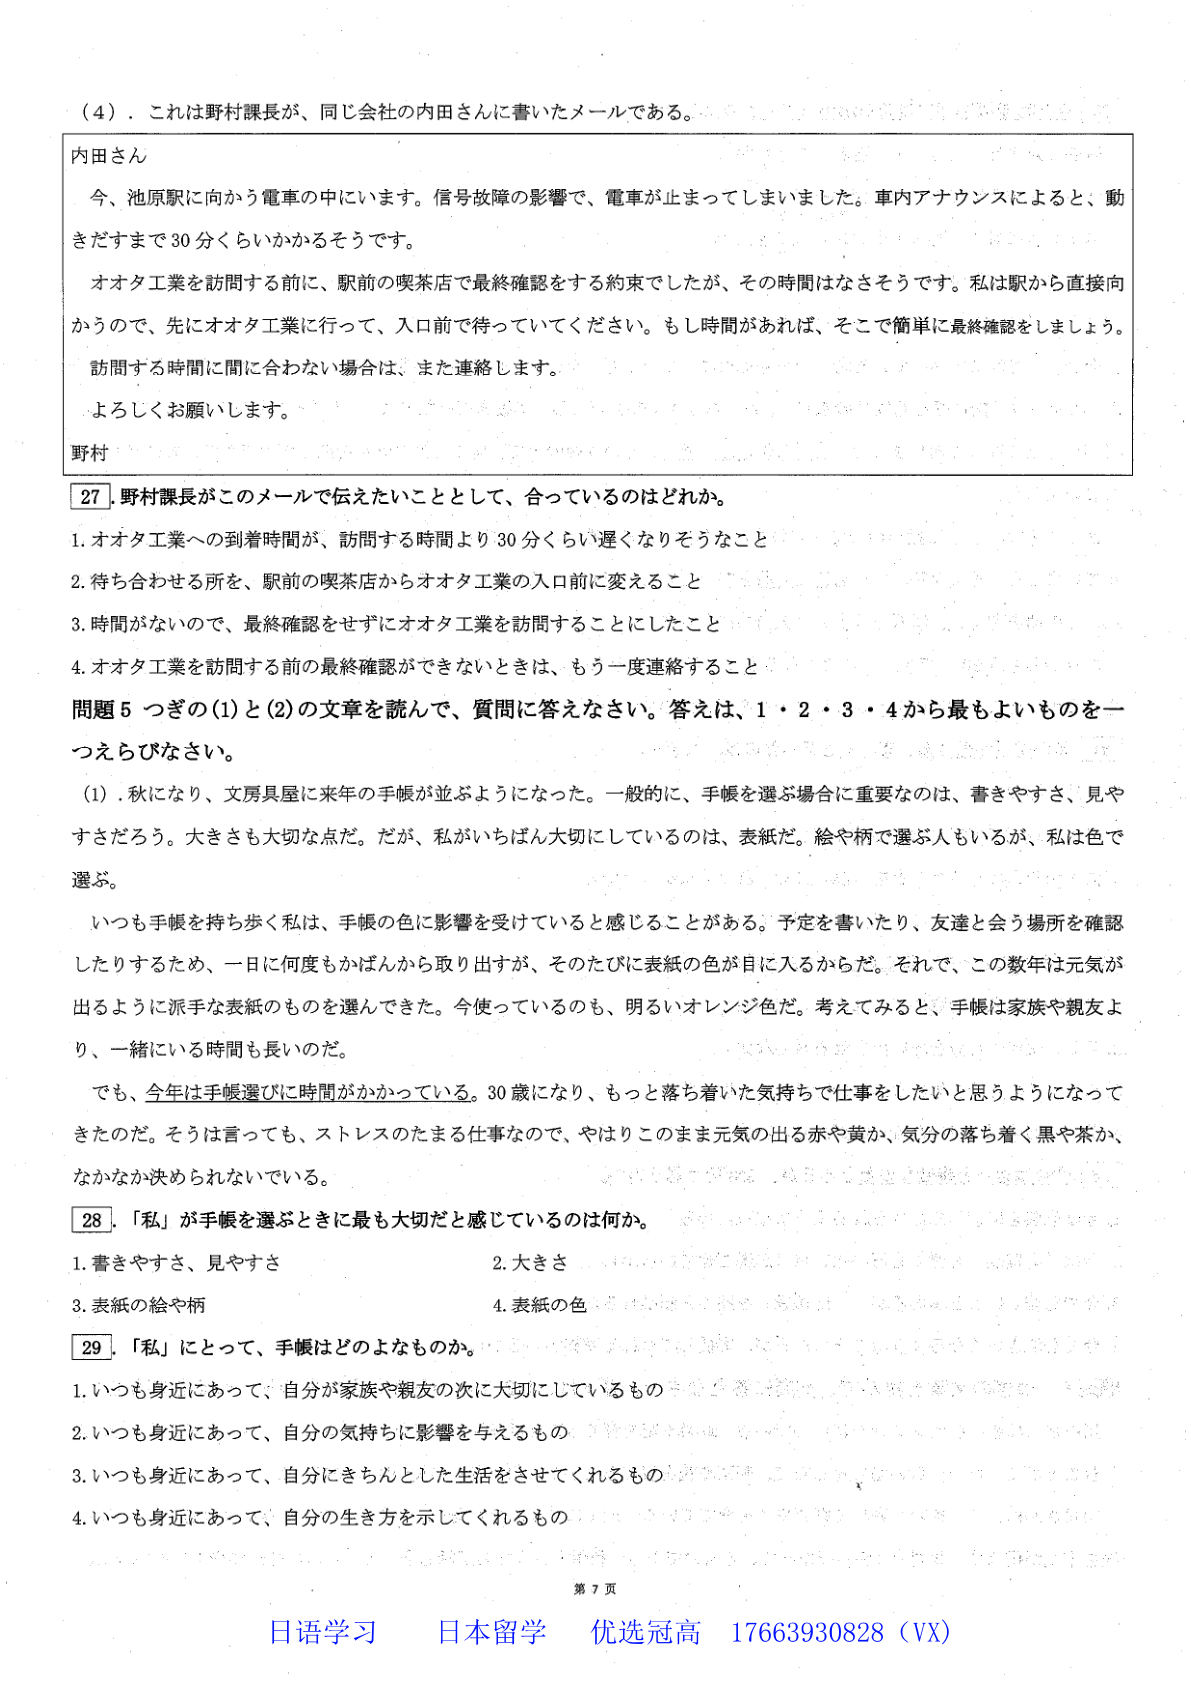 （4）. これは野村課長が、同じ会社の内田さんに書いたメールである。
内田さん
今、池原駅に向かう電車の中にいます。信号故障の影響で、電車が止まってしまいました。車内アナウンスによると、動
きだすまで30分くらいかかるそうです。
オオタ工業を訪問する前に、駅前の喫茶店で最終確認をする約束でしたが、その時間はなさそうです。私は駅から直接向
かうので、先にオオタ工業に行って、入口前で待っていてください。もし時間があれば、そこで簡単に最終確認をしましょう。
訪問する時間に間に合わない場合は、また連絡します。
よろしくお願いします。
野村
27.野村課長がこのメールで伝えたいこととして、合っているのはどれか。
1.オオタ工業への到着時間が、訪問する時間より30分くらい遅くなりそうなこと
2.待ち合わせる所を、駅前の喫茶店からオオタ工業の入口前に変えること
3.時間がないので、最終確認をせずにオオタ工業を訪問することにしたこと
4.オオタ工業を訪問する前の最終確認ができないときは、もう一度連絡すること
問題5 つぎの(1)と(2)の文章を読んで、質問に答えなさい。答えは、1・2・3・4から最もよいものを一
つえらびなさい。
（1）.秋になり、文房具屋に来年の手帳が並ぶようになった。一般的に、手帳を選ぶ場合に重要なのは、書きやすさ、見や
すさだろう。大きさも大切な点だ。だが、私がいちばん大切にしているのは、表紙だ。絵や柄で選ぶ人もいるが、私は色で
選ぶ。
いつも手帳を持ち歩く私は、手帳の色に影響を受けていると感じることがある。予定を書いたり、友達と会う場所を確認
したりするため、一日に何度もかばんから取り出すが、そのたびに表紙の色が目に入るからだ。それで、この数年は元気が
出るように派手な表紙のものを選んできた。今使っているのも、明るいオレンジ色だ。考えてみると、手帳は家族や親友よ
り、一緒にいる時間も長いのだ。
でも、今年は手帳選びに時間がかかっている。30歳になり、もっと落ち着いた気持ちで仕事をしたいと思うようになって
きたのだ。そうは言っても、ストレスのたまる仕事なので、やはりこのまま元気の出る赤や黄か、気分の落ち着く黒や茶か、
なかなか決められないでいる。
28.「私」が手帳を選ぶときに最も大切だと感じているのは何か。
1.書きやすさ、見やすさ 2.大きさ
3.表紙の絵や柄 4.表紙の色
29.「私」にとって、手帳はどのよなものか。
1.いつも身近にあって、自分が家族や親友の次に大切にしているもの
2.いつも身近にあって、自分の気持ちに影響を与えるもの
3.いつも身近にあって、自分にきちんとした生活をさせてくれるもの
4.いつも身近にあって、自分の生き方を示してくれるもの
第 7 页
日语学习 日本留学 优选冠高 17663930828（VX)